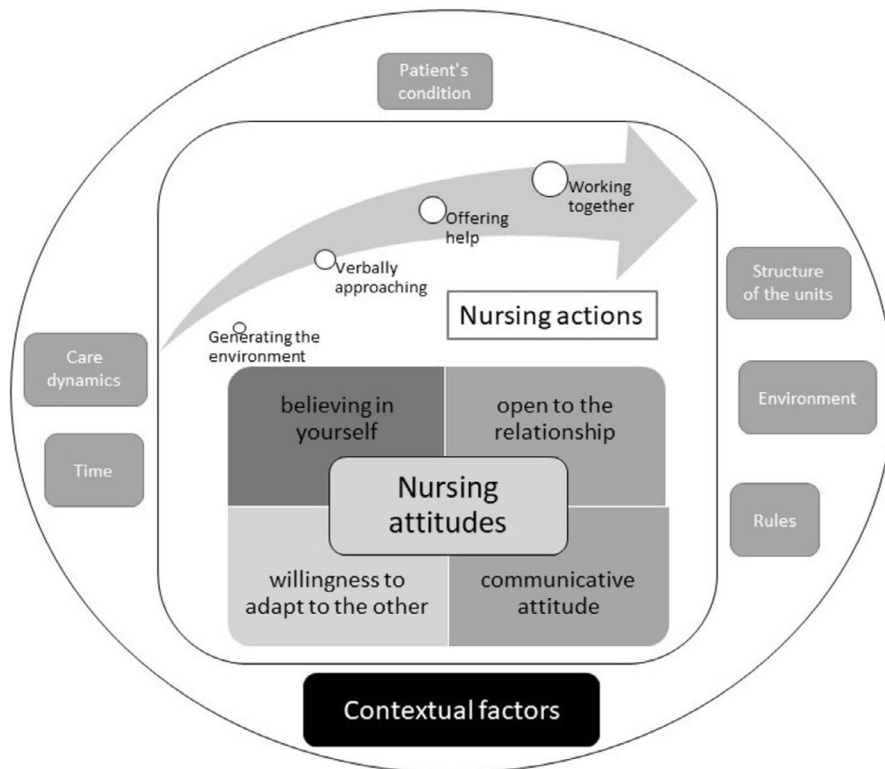 Patient's
condition
Working
together
Offering
help
Verbally
approaching
Structure
of the units
Nursing actions
Generating the
environment
Care
dynamics
believing in
yourself
open to the
relationship
Environment
Time
Nursing
attitudes
Rules
willingness to
adapt to the other
communicative
attitude
Contextual factors